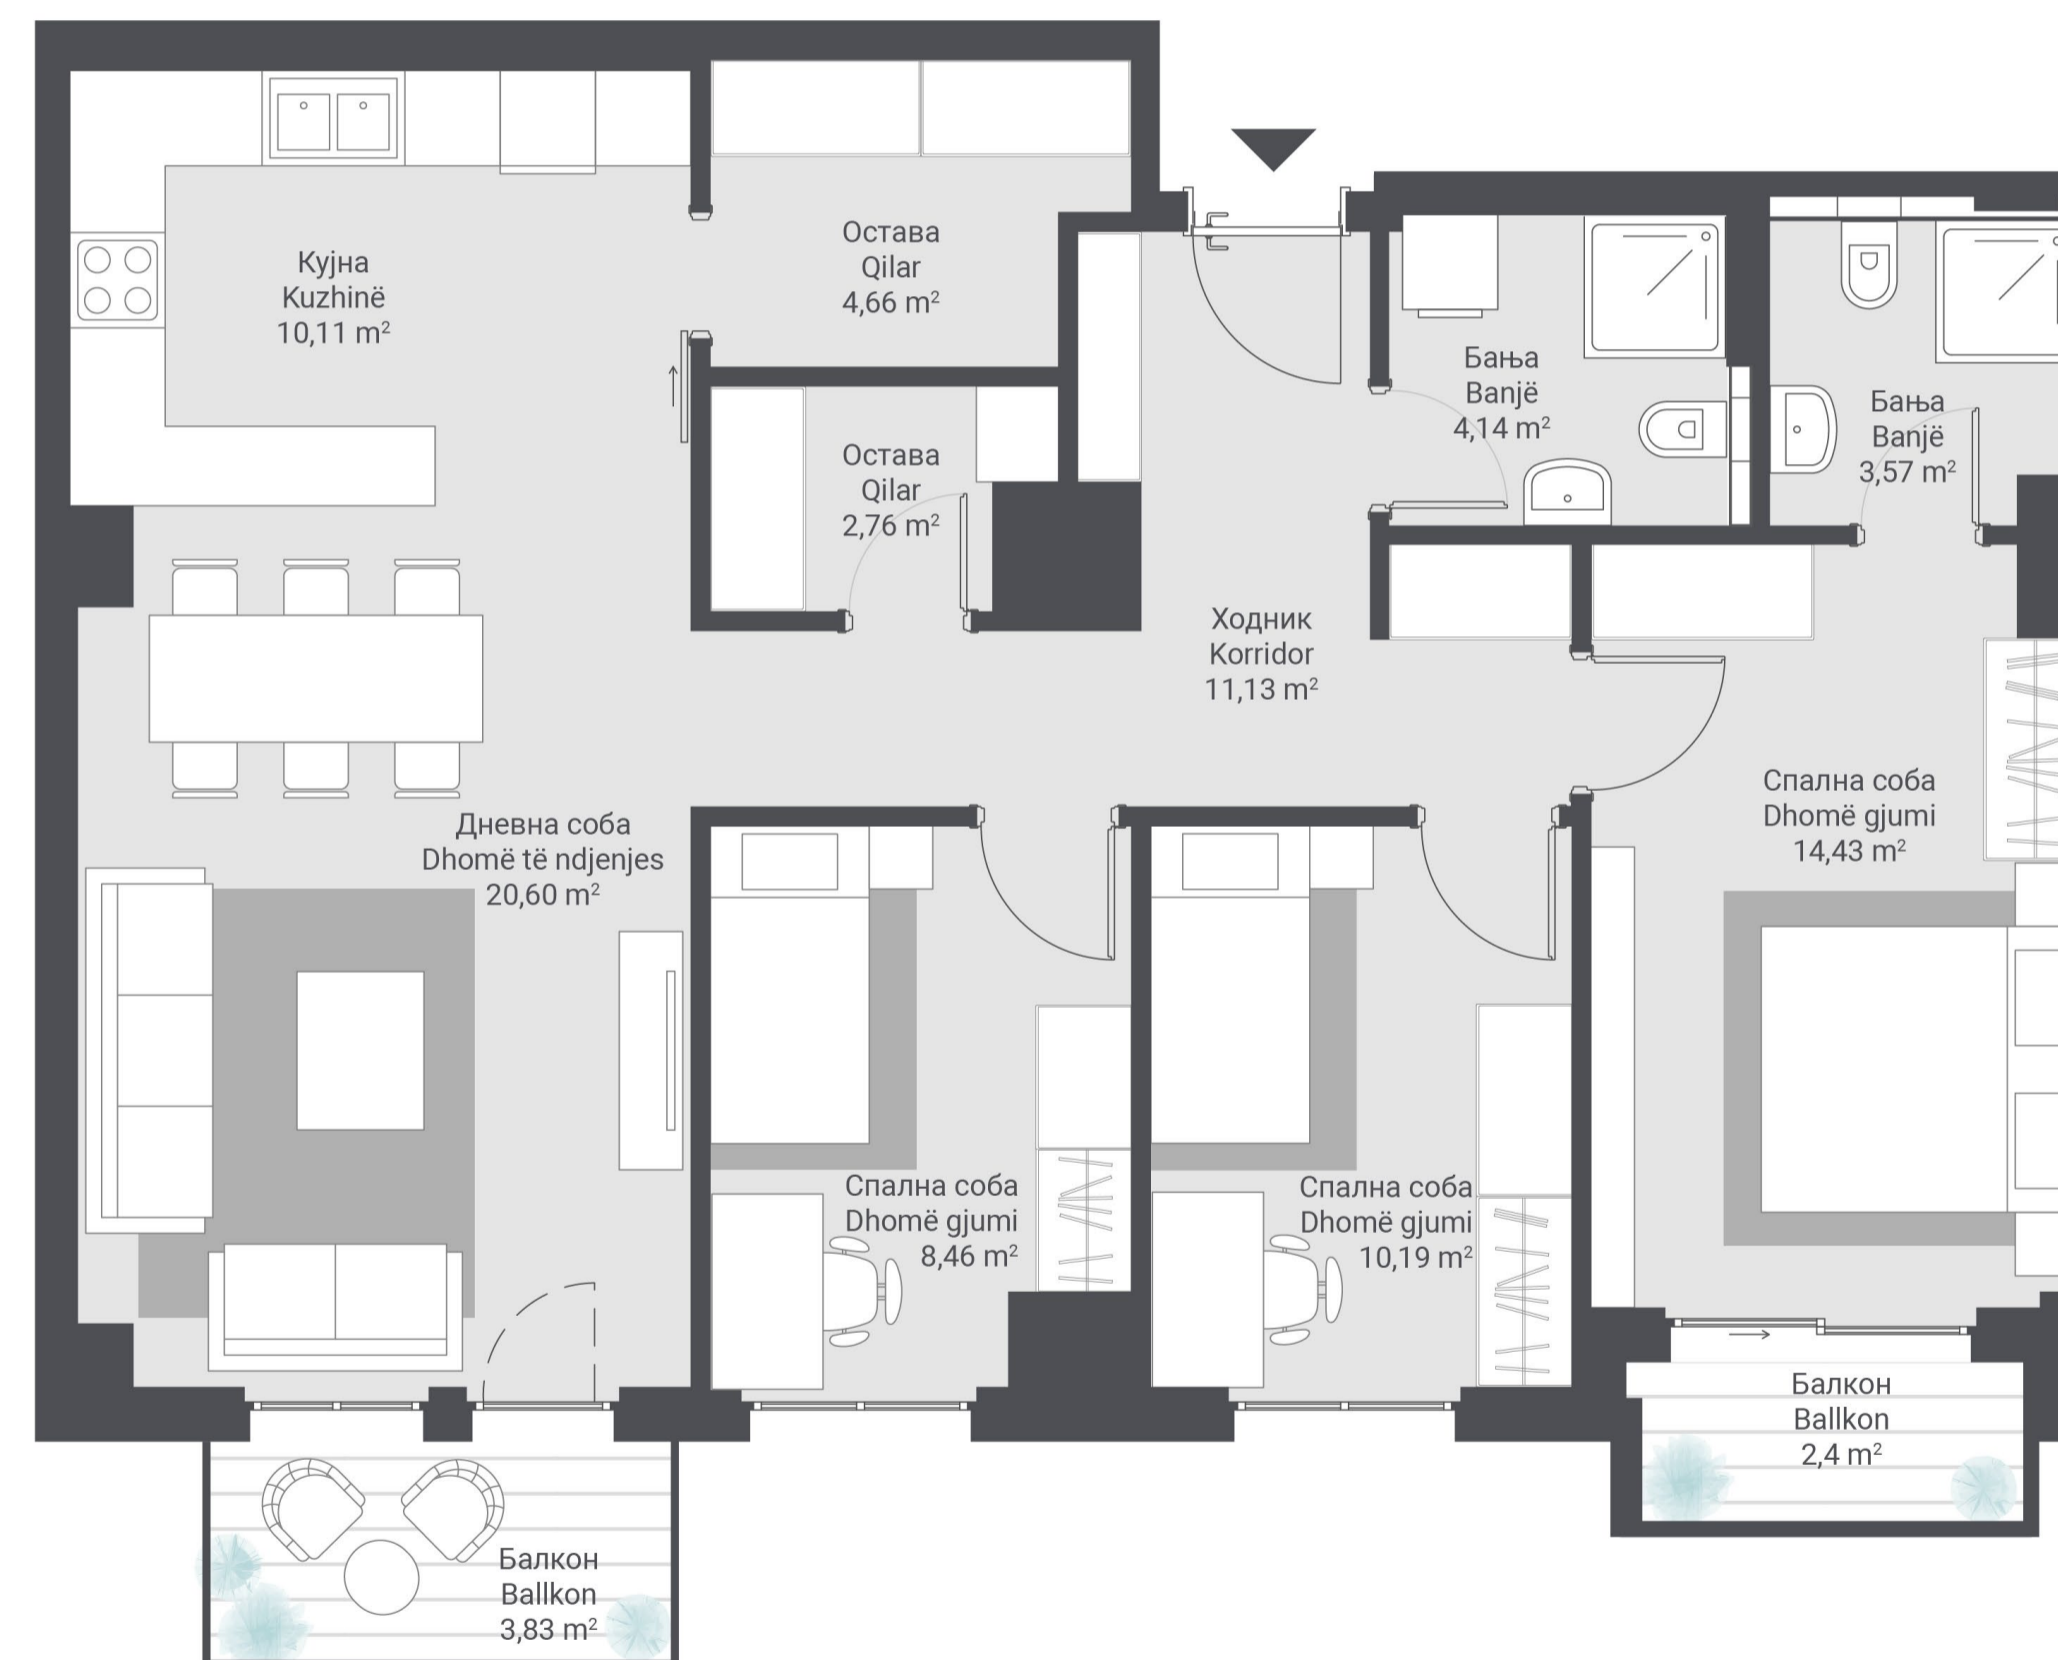 Кујна
Kuzhinë
10,11 m²
Остава
Qilar
4,66 m²
Остава
Qilar
2,76 m²
Бања
Banjë
4,14 m²
Бања
Banjë
3,57 m²
Ходник
Korridor
11,13 m²
Дневна соба
Dhomë të ndjenjes
20,60 m²
Спална соба
Dhomë gjumi
14,43 m²
Спална соба
Dhomë gjumi
8,46 m²
Спална соба
Dhomë gjumi
10,19 m²
Балкон
Ballkon
2,4 m²
Балкон
Ballkon
3,83 m²